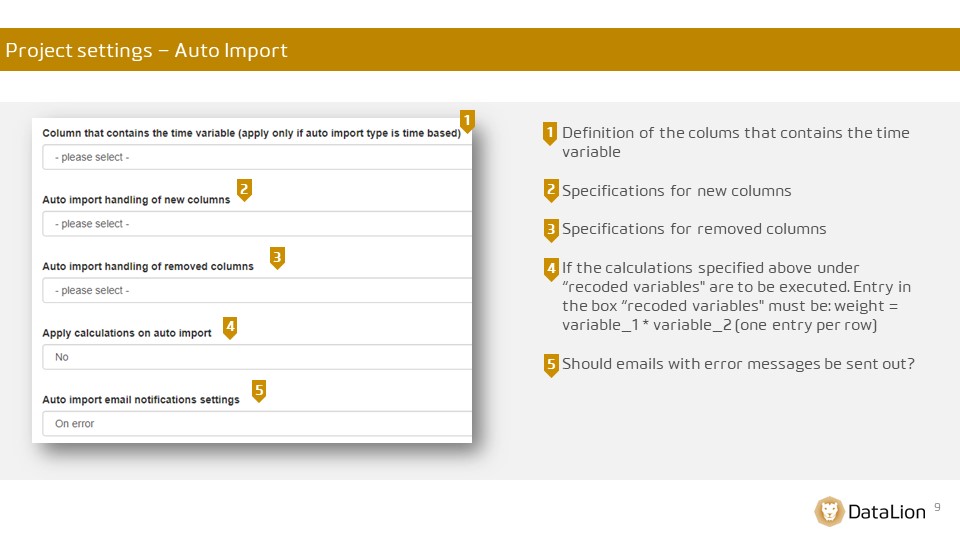 Project settings – Auto Import
1
Column that contains the time variable (apply only if auto import type is time based)
- please select -
2
Auto import handling of new columns
- please select -
3
Auto import handling of removed columns
- please select -
4
Apply calculations on auto import
No
5
Auto import email notifications settings
On error
1 Definition of the colums that contains the time
variable
2 Specifications for new columns
3 Specifications for removed columns
4 If the calculations specified above under
“recoded variables" are to be executed. Entry in
the box “recoded variables" must be: weight =
variable_1 * variable_2 (one entry per row)
5 Should emails with error messages be sent out?
DataLion
9